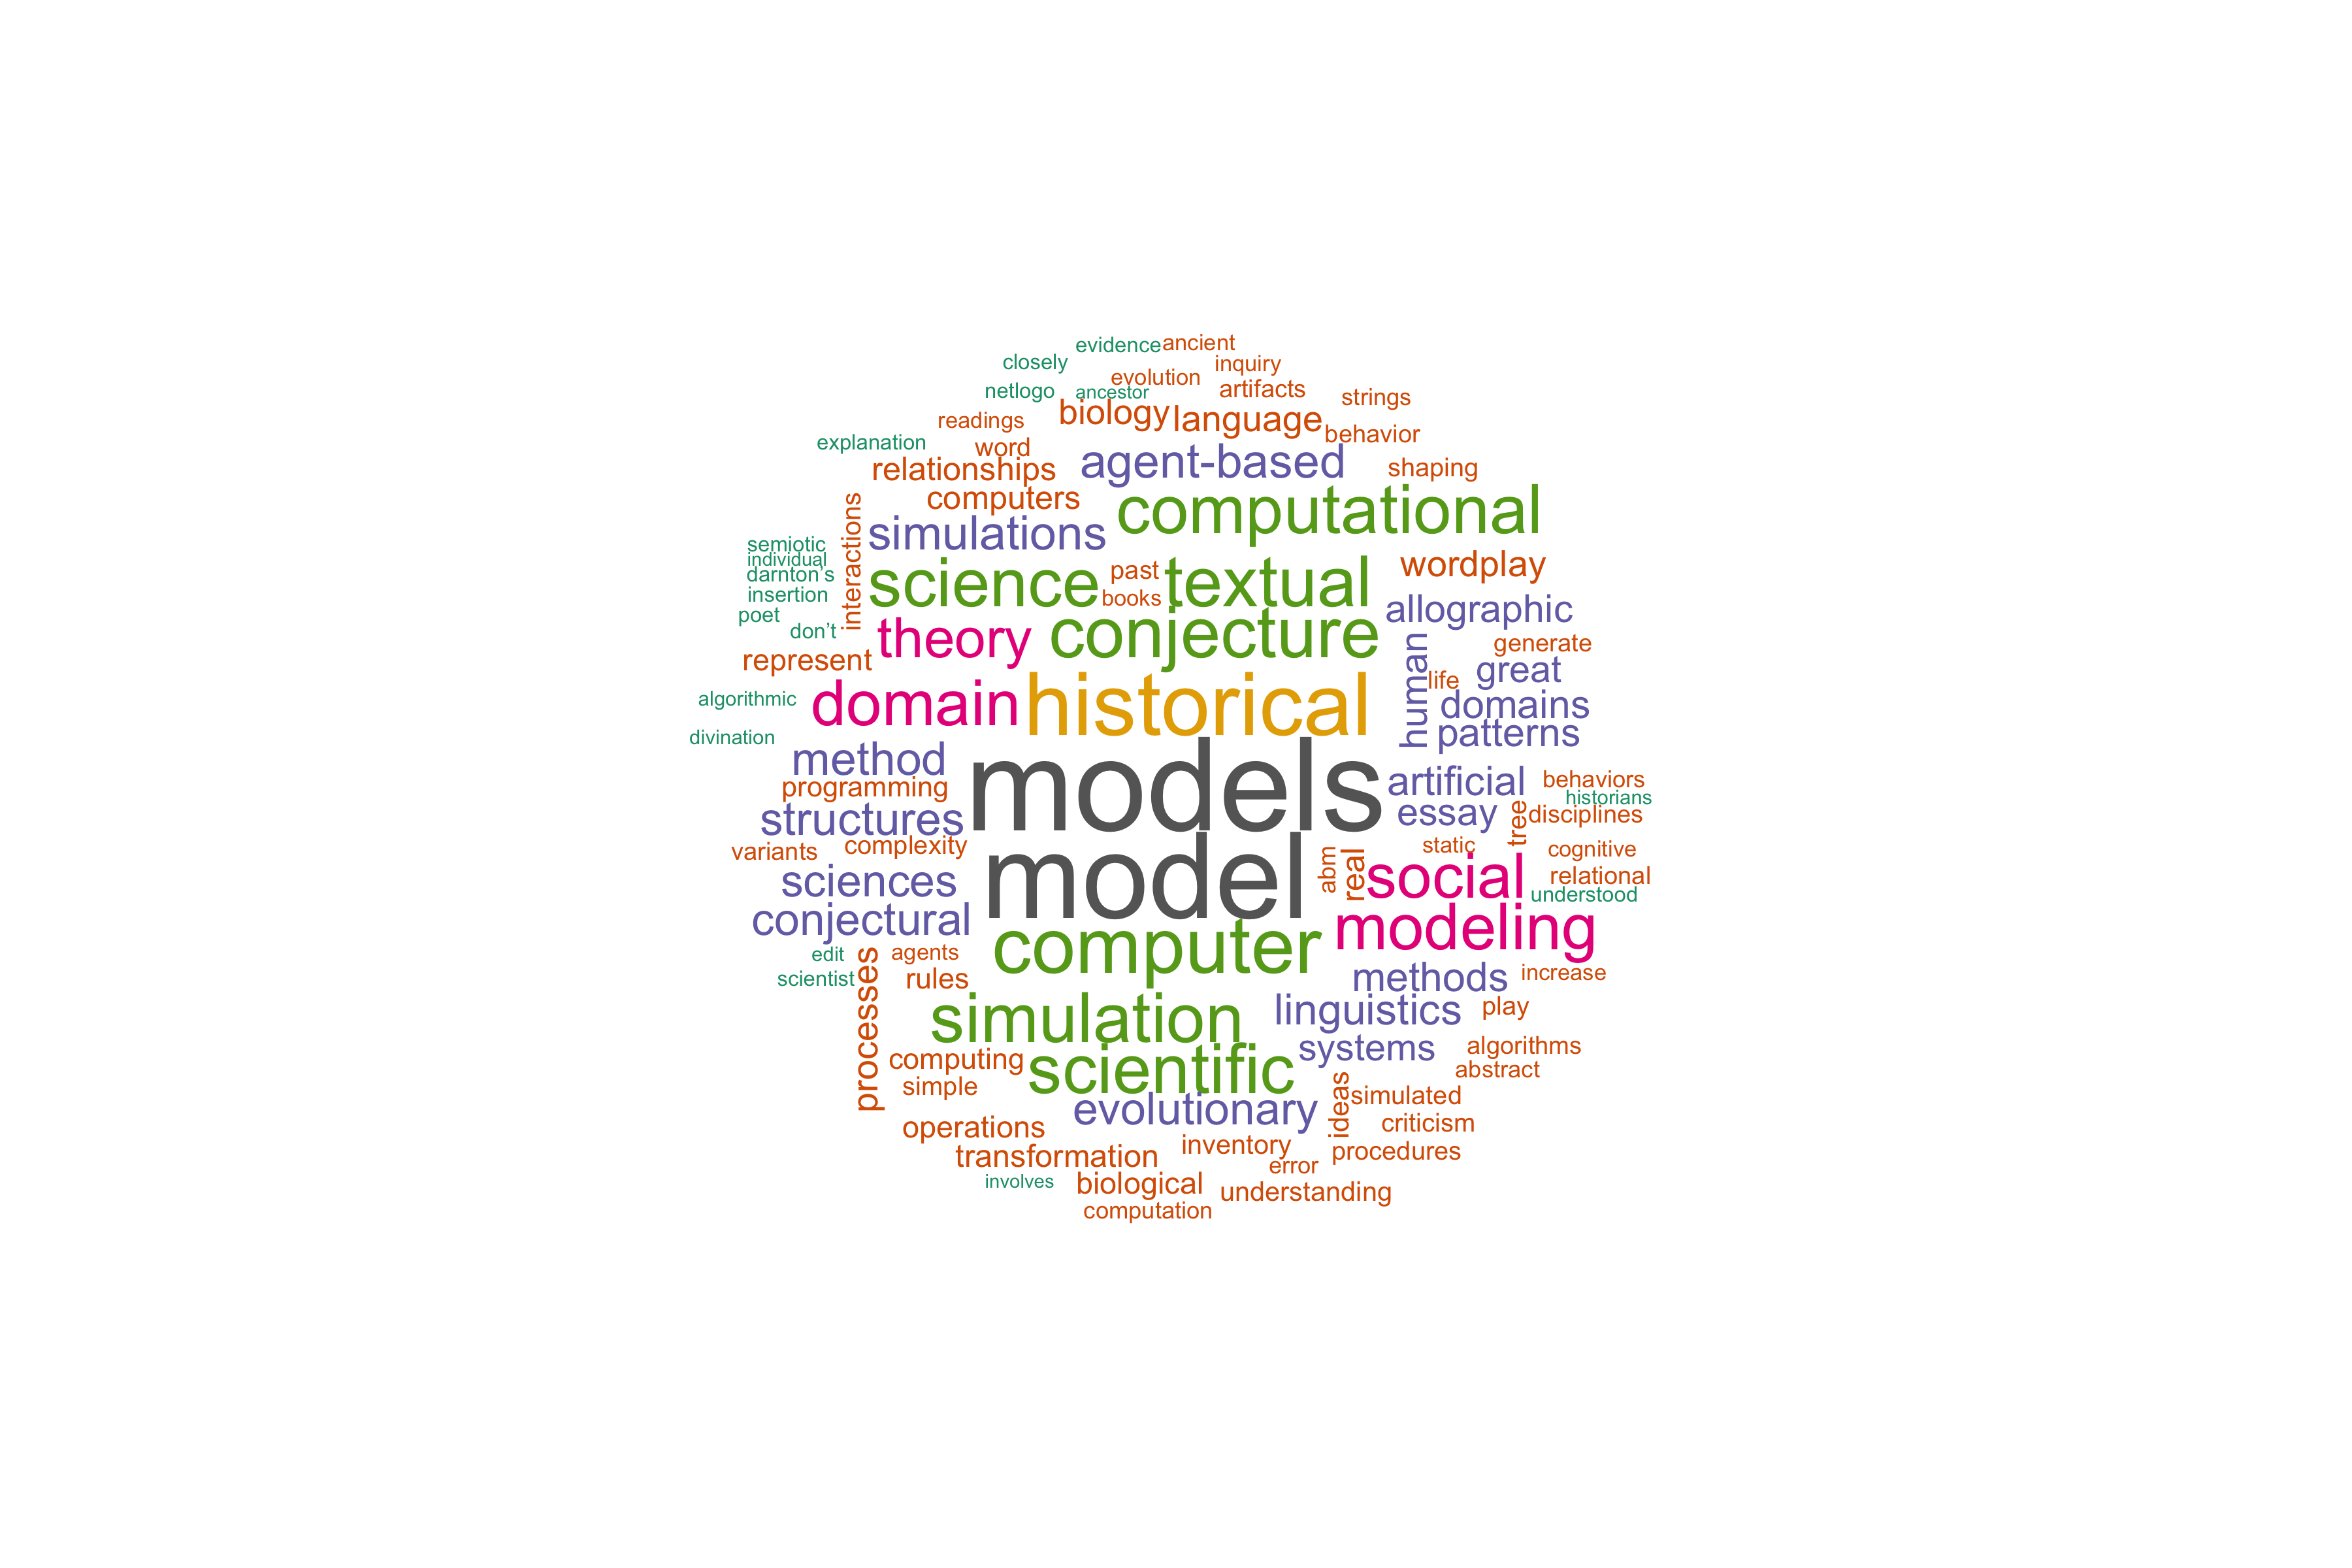 evidence ancient
closely inquiry
evolution
netlogo ancestor artifacts strings
readings biology language behavior
explanation word
relationships agent-based shaping
computers computational
interactions
simulations
semiotic
individual
darnton’s science past textual wordplay
insertion books allographic
poet
don’t theory conjecture human generate
represent great
life
algorithmic domain historical domains
divination patterns
method models artificial behaviors
programming historians
structures essay tree disciplines
variants complexity static cognitive
abm real
sciences model social relational
understood
conjectural modeling
edit agents computer
scientist rules methods increase
processes
simulation linguistics play
computing scientific systems algorithms
simple abstract
ideas simulated
evolutionary criticism
operations inventory procedures
transformation error
involves biological understanding
computation